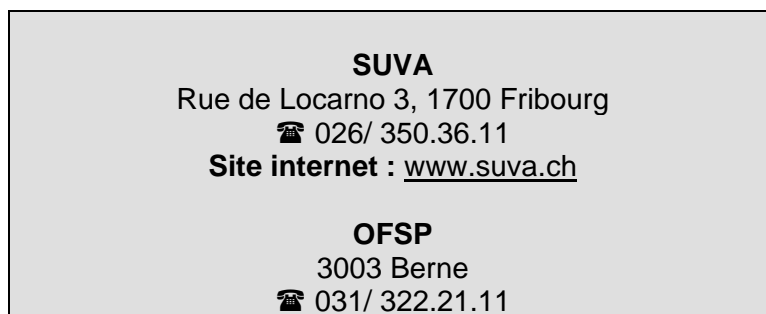 SUVA
Rue de Locarno 3, 1700 Fribourg
☎ 026/ 350.36.11
Site internet : www.suva.ch
OFSP
3003 Berne
☎ 031/ 322.21.11